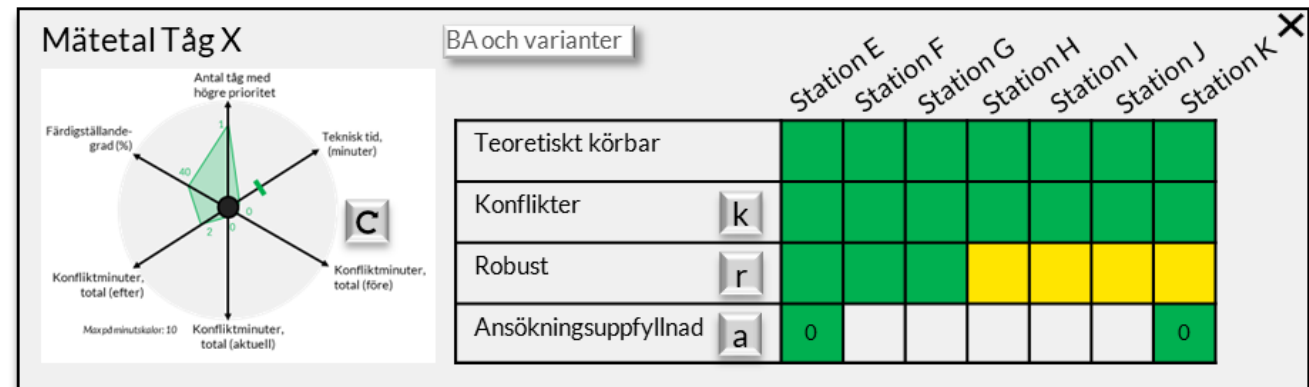 Mätetal Tåg X
BA och varianter
Antal tåg med
högre prioritet
Färdigställande-
grad (%)
Teknisk tid,
(minuter)
1
40
0
2
0
C
Konfliktminuter,
total (efter)
Konfliktminuter,
total (före)
Max på minutskalor: 10
Konfliktminuter,
total (aktuell)
Station E
Station F
Station G
Station H
Station I
Station J
Station K
Teoretiskt körbar
Konflikter k
Robust r
Ansökningsuppfyllnad a 0 0